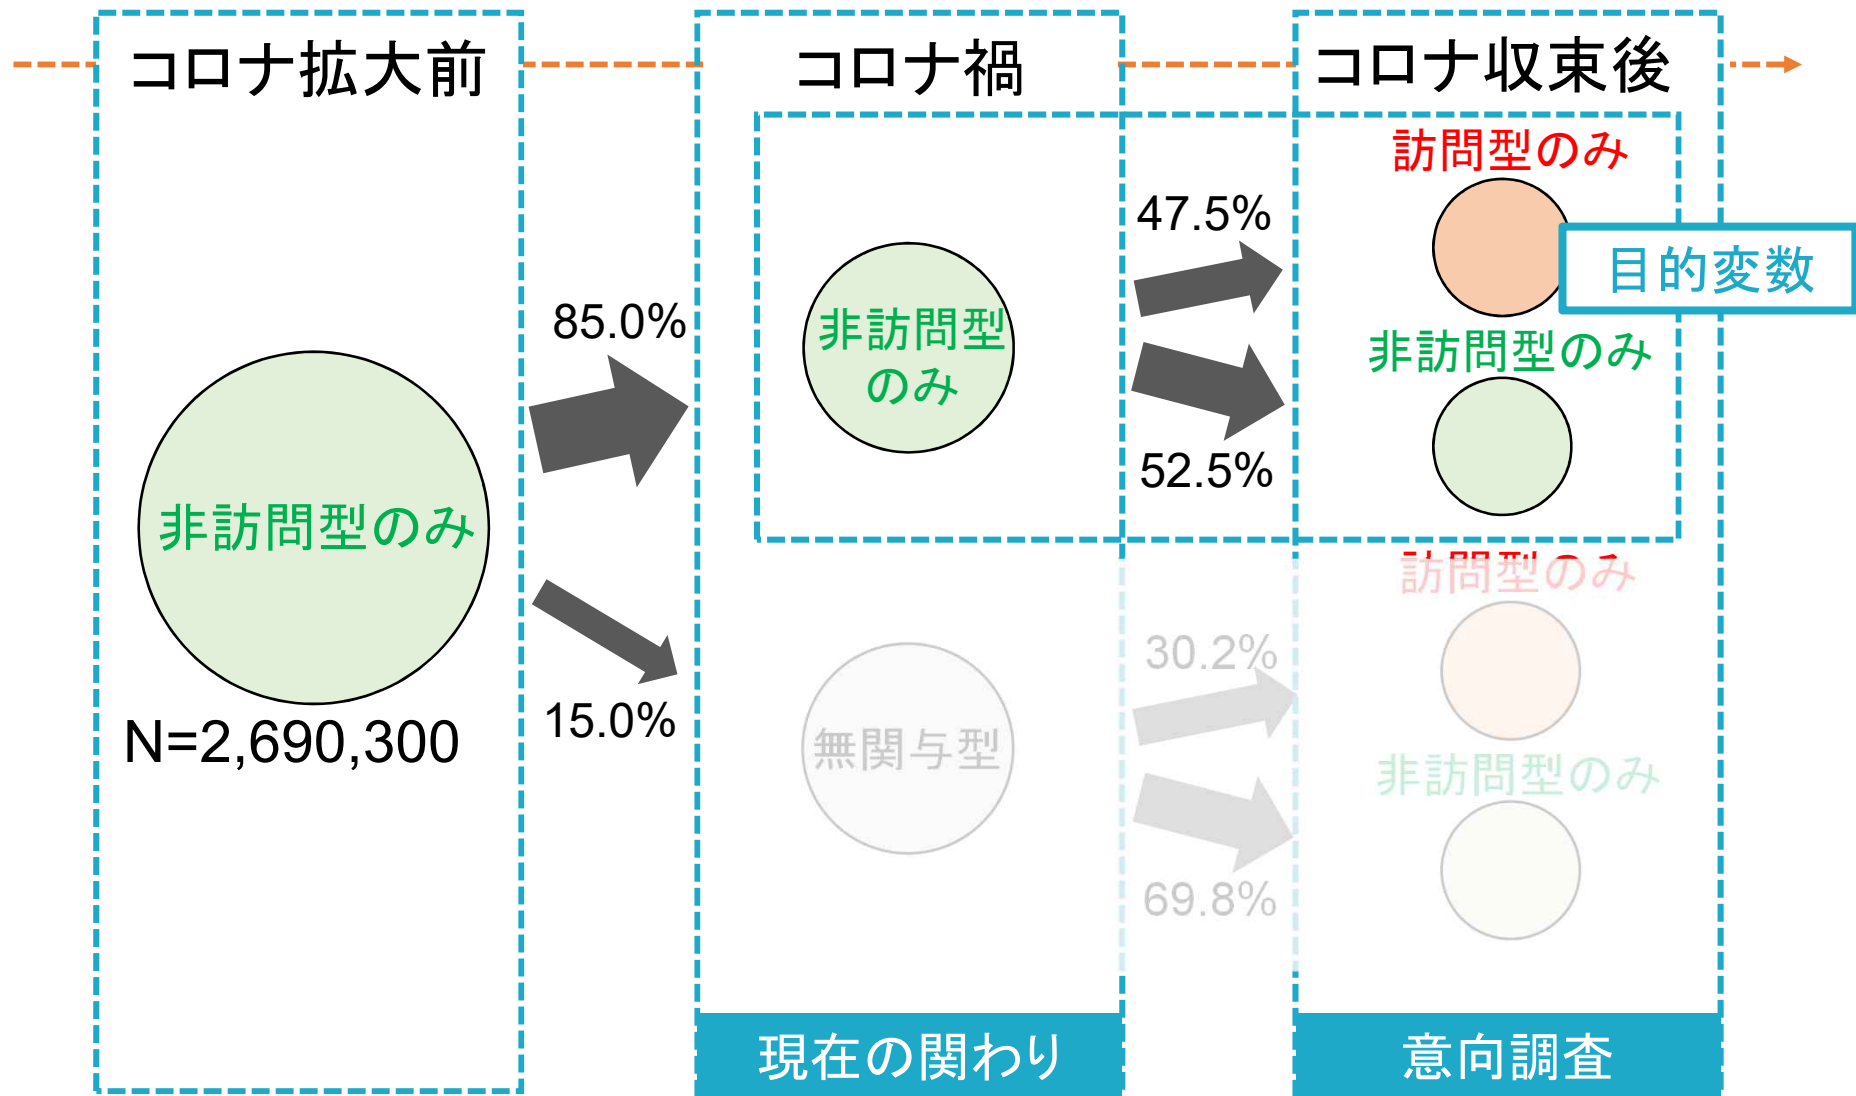 コロナ拡大前
コロナ禍
コロナ収束後
非訪問型のみ
N=2,690,300
85.0%
15.0%
非訪問型
のみ
無関与型
47.5%
52.5%
30.2%
69.8%
訪問型のみ
目的変数
非訪問型のみ
訪問型のみ
非訪問型のみ
現在の関わり
意向調査